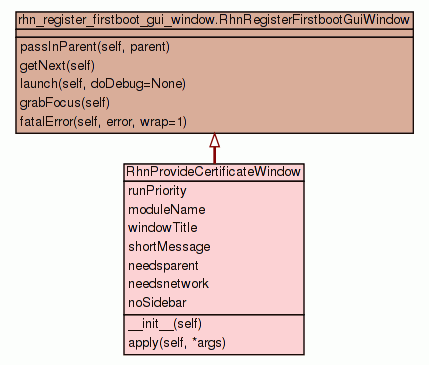 rhn_register_firstboot_gui_window.RhnRegisterFirstbootGuiWindow
passInParent(self, parent)
getNext(self)
launch(self, doDebug=None)
grabFocus(self)
fatalError(self, error, wrap=1)
RhnProvideCertificateWindow
runPriority
moduleName
windowTitle
shortMessage
needsparent
needsnetwork
noSidebar
__init__(self)
apply(self, *args)